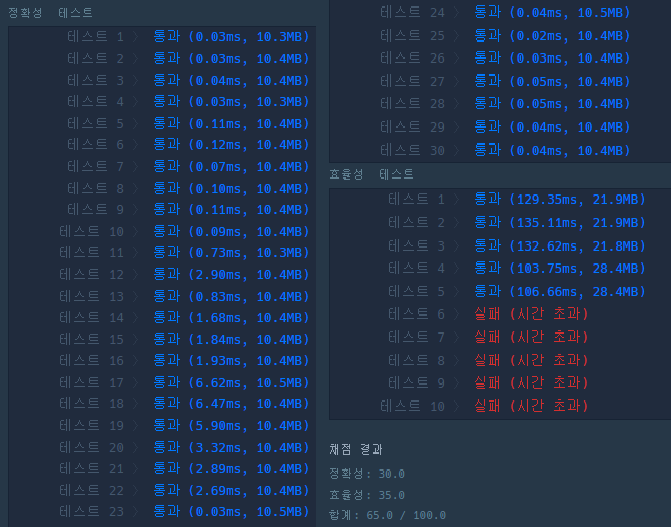 정확성  테스트
테스트 1 〉 통과 (0.03ms, 10.3MB)
테스트 2 〉 통과 (0.03ms, 10.4MB)
테스트 3 〉 통과 (0.04ms, 10.4MB)
테스트 4 〉 통과 (0.03ms, 10.3MB)
테스트 5 〉 통과 (0.11ms, 10.4MB)
테스트 6 〉 통과 (0.12ms, 10.4MB)
테스트 7 〉 통과 (0.07ms, 10.4MB)
테스트 8 〉 통과 (0.10ms, 10.4MB)
테스트 9 〉 통과 (0.11ms, 10.4MB)
테스트 10 〉 통과 (0.09ms, 10.4MB)
테스트 11 〉 통과 (0.73ms, 10.3MB)
테스트 12 〉 통과 (2.90ms, 10.4MB)
테스트 13 〉 통과 (0.83ms, 10.4MB)
테스트 14 〉 통과 (1.68ms, 10.4MB)
테스트 15 〉 통과 (1.84ms, 10.4MB)
테스트 16 〉 통과 (1.93ms, 10.4MB)
테스트 17 〉 통과 (6.62ms, 10.5MB)
테스트 18 〉 통과 (6.47ms, 10.4MB)
테스트 19 〉 통과 (5.90ms, 10.4MB)
테스트 20 〉 통과 (3.32ms, 10.4MB)
테스트 21 〉 통과 (2.89ms, 10.4MB)
테스트 22 〉 통과 (2.69ms, 10.4MB)
테스트 23 〉 통과 (0.03ms, 10.5MB)
테스트 24 〉 통과 (0.04ms, 10.5MB)
테스트 25 〉 통과 (0.02ms, 10.4MB)
테스트 26 〉 통과 (0.03ms, 10.4MB)
테스트 27 〉 통과 (0.05ms, 10.4MB)
테스트 28 〉 통과 (0.05ms, 10.4MB)
테스트 29 〉 통과 (0.04ms, 10.4MB)
테스트 30 〉 통과 (0.04ms, 10.4MB)
효율성  테스트
테스트 1 〉 통과 (129.35ms, 21.9MB)
테스트 2 〉 통과 (135.11ms, 21.9MB)
테스트 3 〉 통과 (132.62ms, 21.8MB)
테스트 4 〉 통과 (103.75ms, 28.4MB)
테스트 5 〉 통과 (106.66ms, 28.4MB)
테스트 6 〉 실패 (시간 초과)
테스트 7 〉 실패 (시간 초과)
테스트 8 〉 실패 (시간 초과)
테스트 9 〉 실패 (시간 초과)
테스트 10 〉 실패 (시간 초과)
채점 결과
정확성: 30.0
효율성: 35.0
합계: 65.0 / 100.0